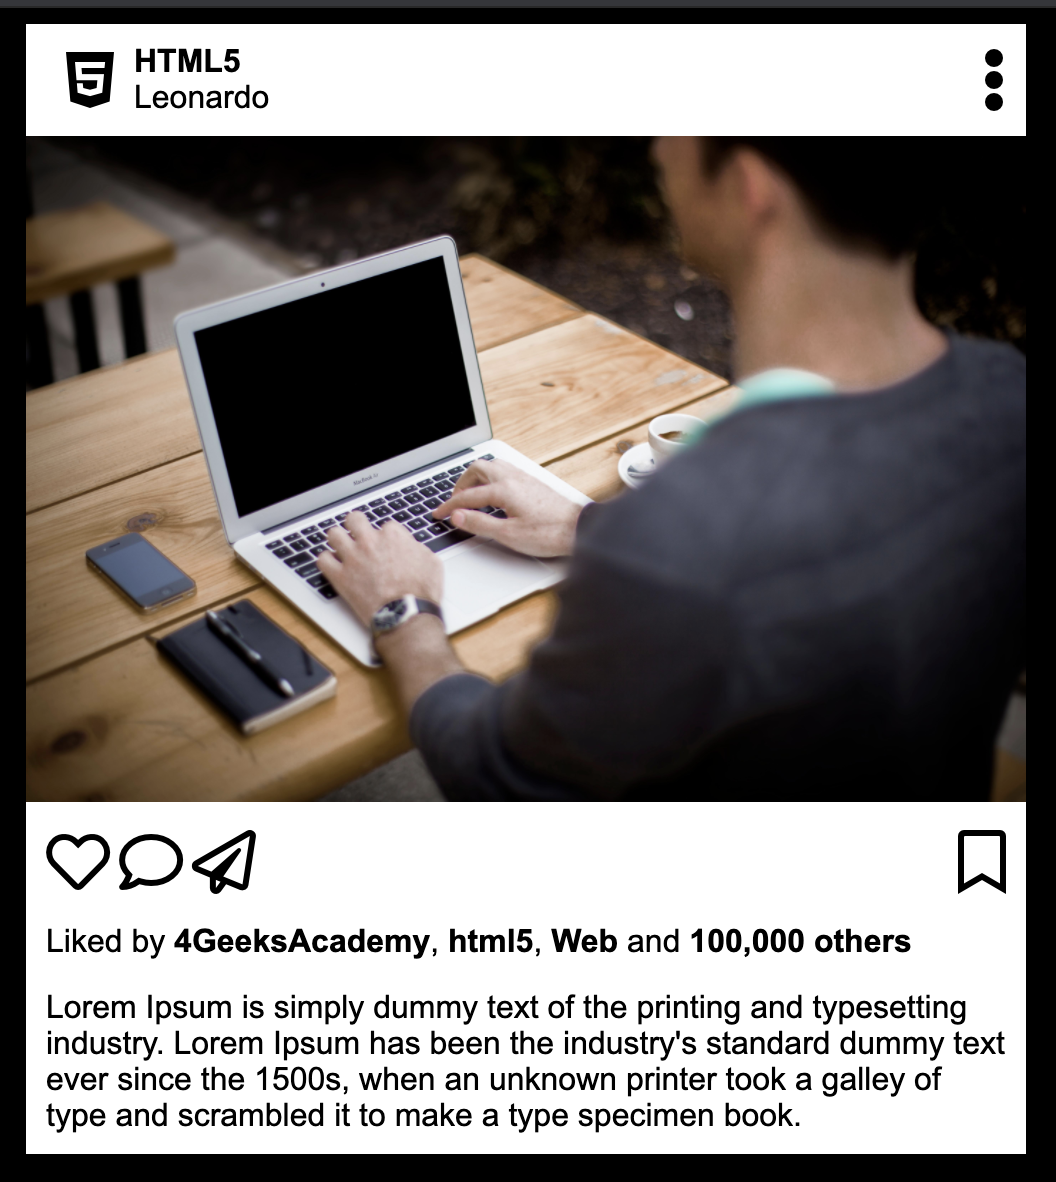 HTML5
Leonardo
MacBook Air
Liked by 4GeeksAcademy, html5, Web and 100,000 others
Lorem Ipsum is simply dummy text of the printing and typesetting
industry. Lorem Ipsum has been the industry's standard dummy text
ever since the 1500s, when an unknown printer took a galley of
type and scrambled it to make a type specimen book.